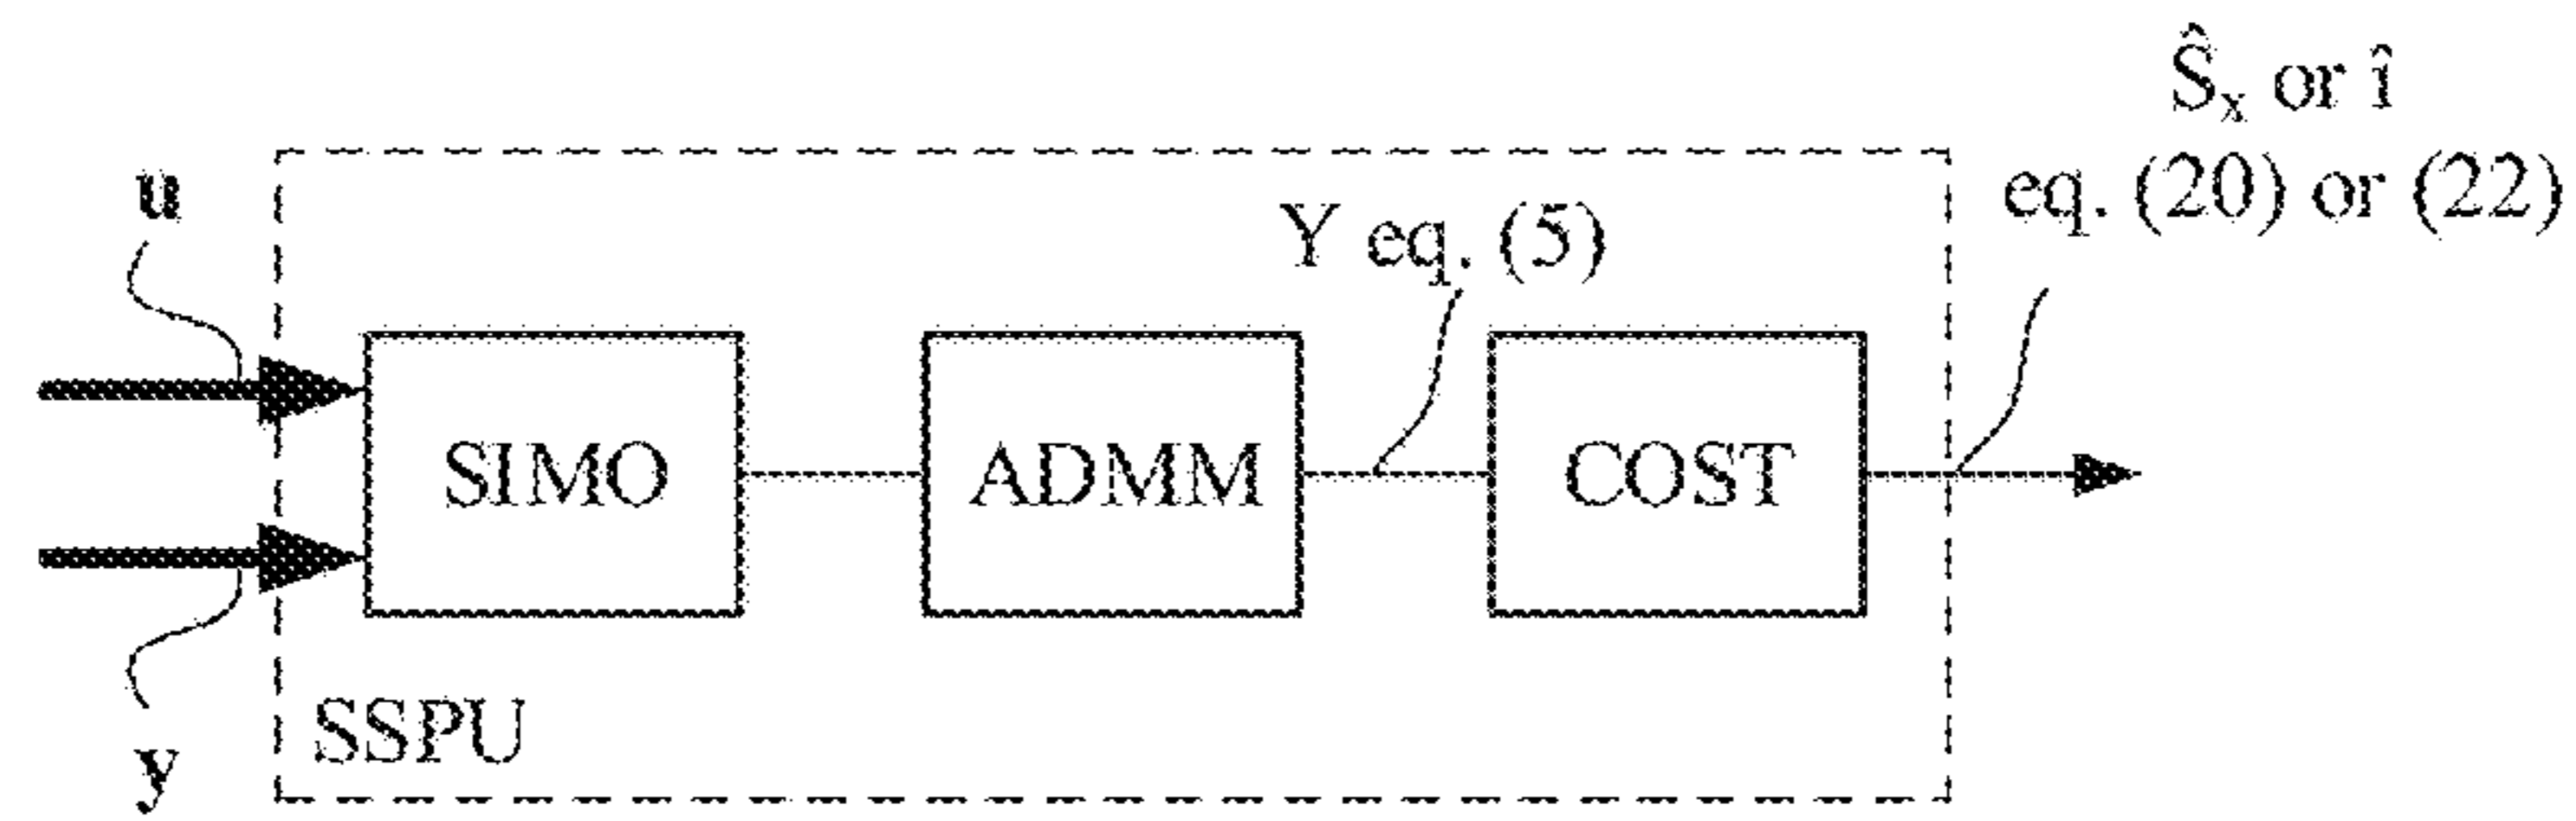 Ŝx or î
eq. (20) or (22)
u
Y eq. (5)
SIMO
ADMM
COST
SSPU
y